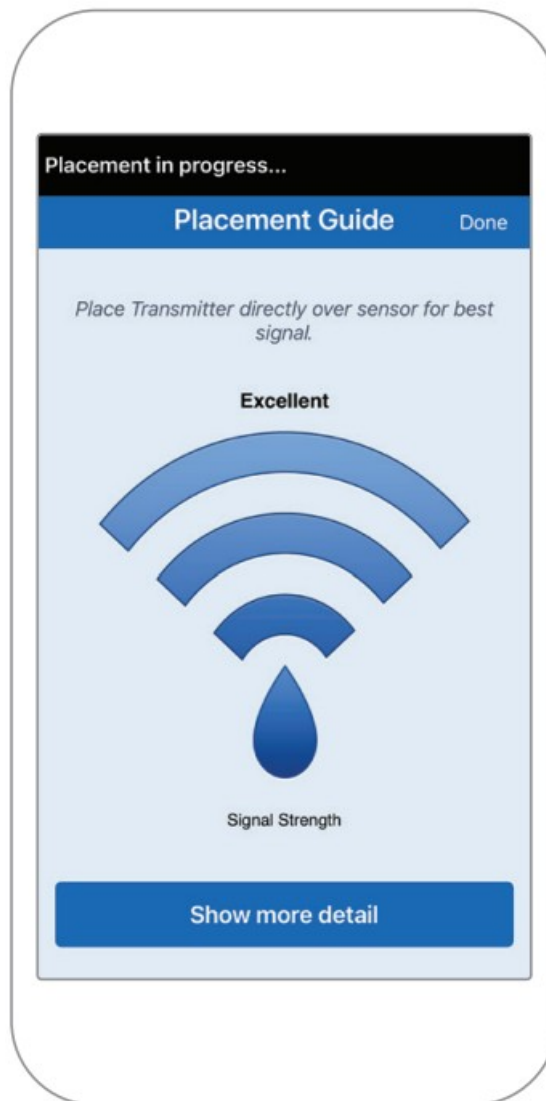 Placement in progress...
Placement Guide Done
Place Transmitter directly over sensor for best
signal.
Excellent
Signal Strength
Show more detail